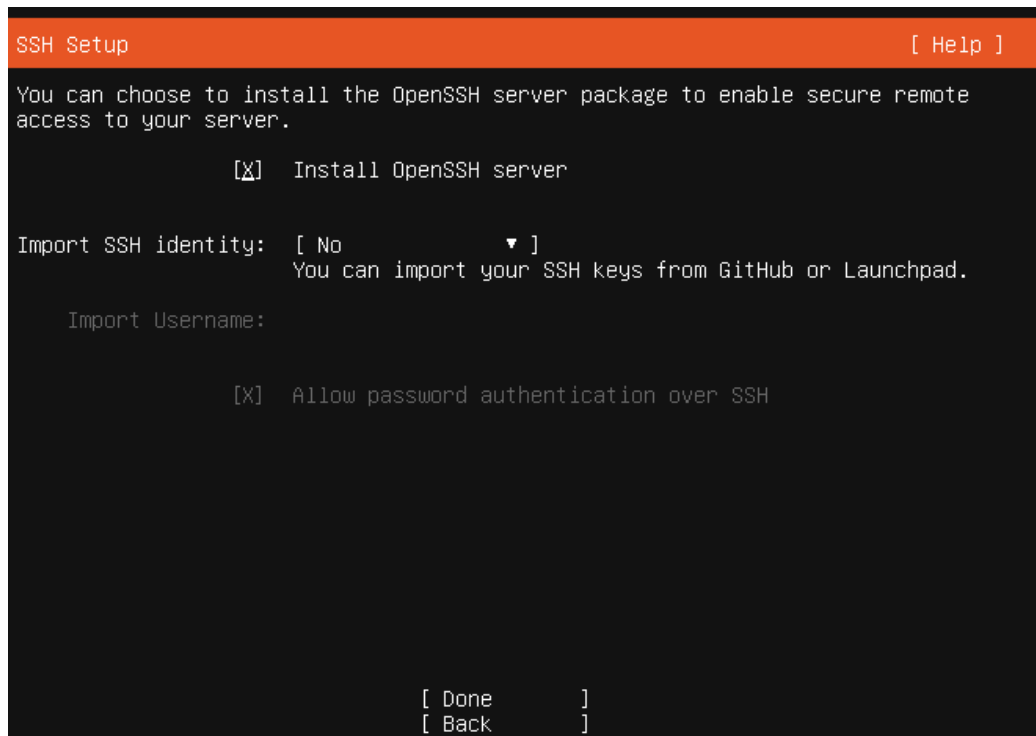 SSH Setup [ Help ]
You can choose to install the OpenSSH server package to enable secure remote
access to your server.
[X] Install OpenSSH server
Import SSH identity: [ No ▾ ]
You can import your SSH keys from GitHub or Launchpad.
Import Username:
[X] Allow password authentication over SSH
[ Done ]
[ Back ]